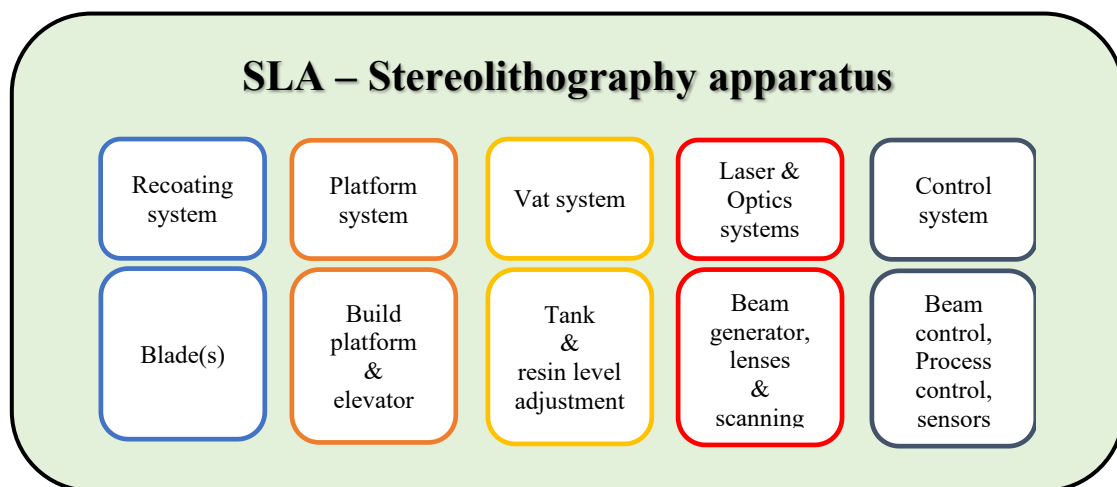 SLA – Stereolithography apparatus
Recoating
system
Platform
system
Vat system
Laser &
Optics
systems
Control
system
Blade(s)
Build
platform
&
elevator
Tank
&
resin level
adjustment
Beam
generator,
lenses
&
scanning
Beam
control,
Process
control,
sensors